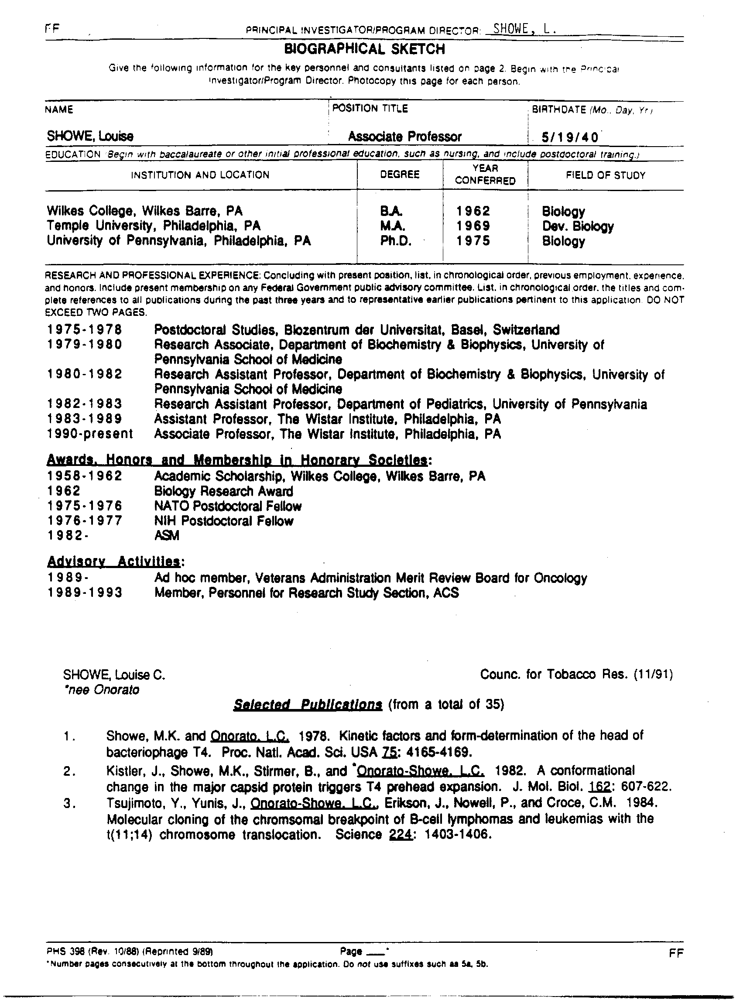 FF
PRINCIPAL INVESTIGATOR/PROGRAM DIRECTOR: SHOWE, L.
BIOGRAPHICAL SKETCH
Give the following information for the key personnel and consultants listed on page 2. Begin with the Principal
Investigator/Program Director. Photocopy this page for each person.
NAME POSITION TITLE BIRTHDATE (Mo., Day, Yr.)
SHOWE, Louise Associate Professor 5/19/40
EDUCATION (Begin with baccalaureate or other initial professional education, such as nursing, and include postdoctoral training.)
INSTITUTION AND LOCATION DEGREE YEAR CONFERRED FIELD OF STUDY
Wilkes College, Wilkes Barre, PA B.A. 1962 Biology
Temple University, Philadelphia, PA M.A. 1969 Dev. Biology
University of Pennsylvania, Philadelphia, PA Ph.D. 1975 Biology
RESEARCH AND PROFESSIONAL EXPERIENCE: Concluding with present position, list, in chronological order, previous employment, experience,
and honors. Include present membership on any Federal Government public advisory committee. List, in chronological order, the titles and com-
plete references to all publications during the past three years and to representative earlier publications pertinent to this application. DO NOT
EXCEED TWO PAGES.
1975-1978 Postdoctoral Studies, Biozentrum der Universitat, Basel, Switzerland
1979-1980 Research Associate, Department of Biochemistry & Biophysics, University of
Pennsylvania School of Medicine
1980-1982 Research Assistant Professor, Department of Biochemistry & Biophysics, University of
Pennsylvania School of Medicine
1982-1983 Research Assistant Professor, Department of Pediatrics, University of Pennsylvania
1983-1989 Assistant Professor, The Wistar Institute, Philadelphia, PA
1990-present Associate Professor, The Wistar Institute, Philadelphia, PA
Awards, Honors and Membership in Honorary Societies:
1958-1962 Academic Scholarship, Wilkes College, Wilkes Barre, PA
1962 Biology Research Award
1975-1976 NATO Postdoctoral Fellow
1976-1977 NIH Postdoctoral Fellow
1982- ASM
Advisory Activities:
1989- Ad hoc member, Veterans Administration Merit Review Board for Oncology
1989-1993 Member, Personnel for Research Study Section, ACS
SHOWE, Louise C. Counc. for Tobacco Res. (11/91)
*nee Onorato
Selected Publications (from a total of 35)
1. Showe, M.K. and Onorato, L.C. 1978. Kinetic factors and form-determination of the head of
bacteriophage T4. Proc. Natl. Acad. Sci. USA 75: 4165-4169.
2. Kistler, J., Showe, M.K., Stirmer, B., and *Onorato-Showe, L.C. 1982. A conformational
change in the major capsid protein triggers T4 prehead expansion. J. Mol. Biol. 162: 607-622.
3. Tsujimoto, Y., Yunis, J., Onorato-Showe, L.C., Erikson, J., Nowell, P., and Croce, C.M. 1984.
Molecular cloning of the chromsomal breakpoint of B-cell lymphomas and leukemias with the
t(11;14) chromosome translocation. Science 224: 1403-1406.
PHS 398 (Rev. 10/88) (Reprinted 9/89) Page ___* FF
*Number pages consecutively at the bottom throughout the application. Do not use suffixes such as 5a, 5b.